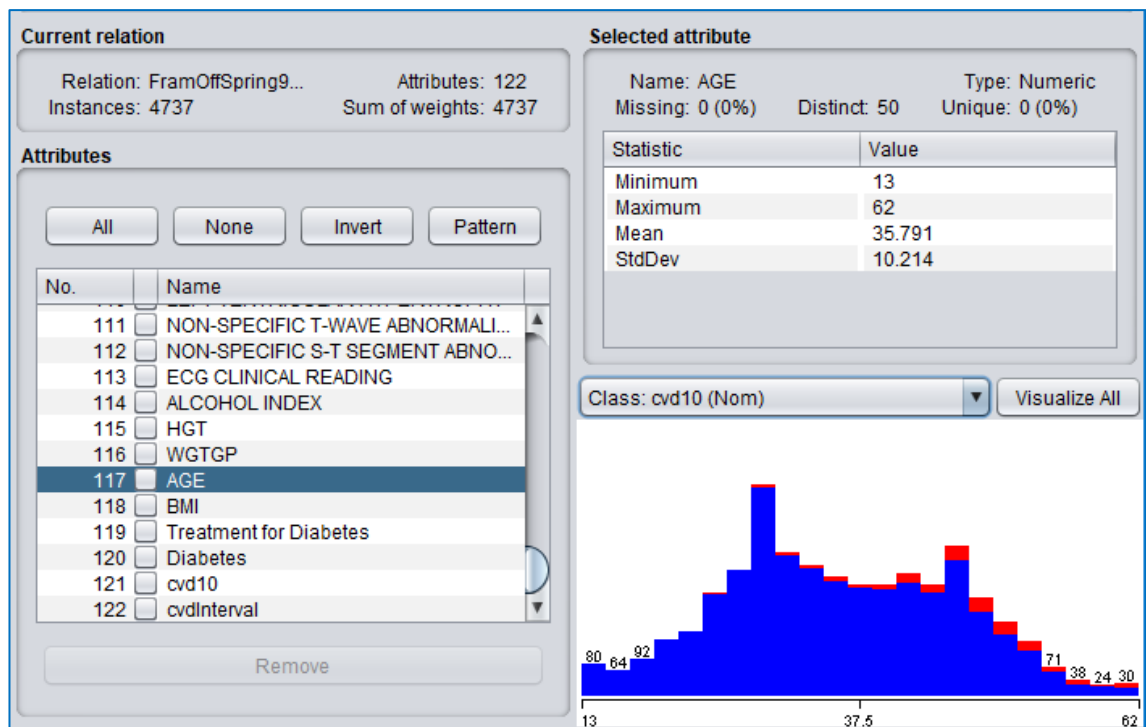 Current relation
Relation: FramOffSpring9...
Attributes: 122
Instances: 4737
Sum of weights: 4737
Attributes
All
None
Invert
Pattern
No.
Name
111 NON-SPECIFIC T-WAVE ABNORMALI...
112 NON-SPECIFIC S-T SEGMENT ABNO...
113 ECG CLINICAL READING
114 ALCOHOL INDEX
115 HGT
116 WGTGP
117 AGE
118 BMI
119 Treatment for Diabetes
120 Diabetes
121 cvd10
122 cvdInterval
Remove
Selected attribute
Name: AGE
Type: Numeric
Missing: 0 (0%)
Distinct: 50
Unique: 0 (0%)
Statistic
Value
Minimum 13
Maximum 62
Mean 35.791
StdDev 10.214
Class: cvd10 (Nom)
Visualize All
80 64 92 71 38 24 30
13 37.5 62